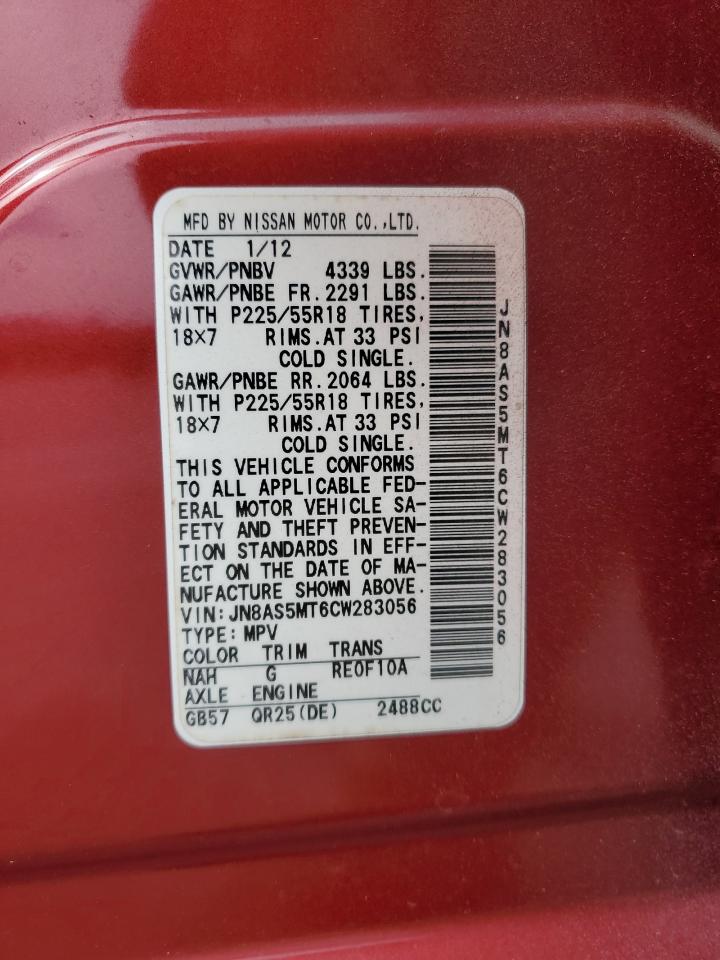 MFD BY NISSAN MOTOR CO.,LTD.
DATE 1/12
GVWR/PNBV 4339 LBS.
GAWR/PNBE FR. 2291 LBS.
WITH P225/55R18 TIRES,
18X7 RIMS. AT 33 PSI
COLD SINGLE.
GAWR/PNBE RR. 2064 LBS.
WITH P225/55R18 TIRES,
18X7 RIMS. AT 33 PSI
COLD SINGLE.
THIS VEHICLE CONFORMS
TO ALL APPLICABLE FED-
ERAL MOTOR VEHICLE SA-
FETY AND THEFT PREVEN-
TION STANDARDS IN EFF-
ECT ON THE DATE OF MA-
NUFACTURE SHOWN ABOVE.
VIN:JN8AS5MT6CW283056
TYPE:MPV
COLOR TRIM TRANS
NAH G RE0F10A
AXLE ENGINE
GB57 QR25(DE) 2488CC
JN8AS5MT6CW283056